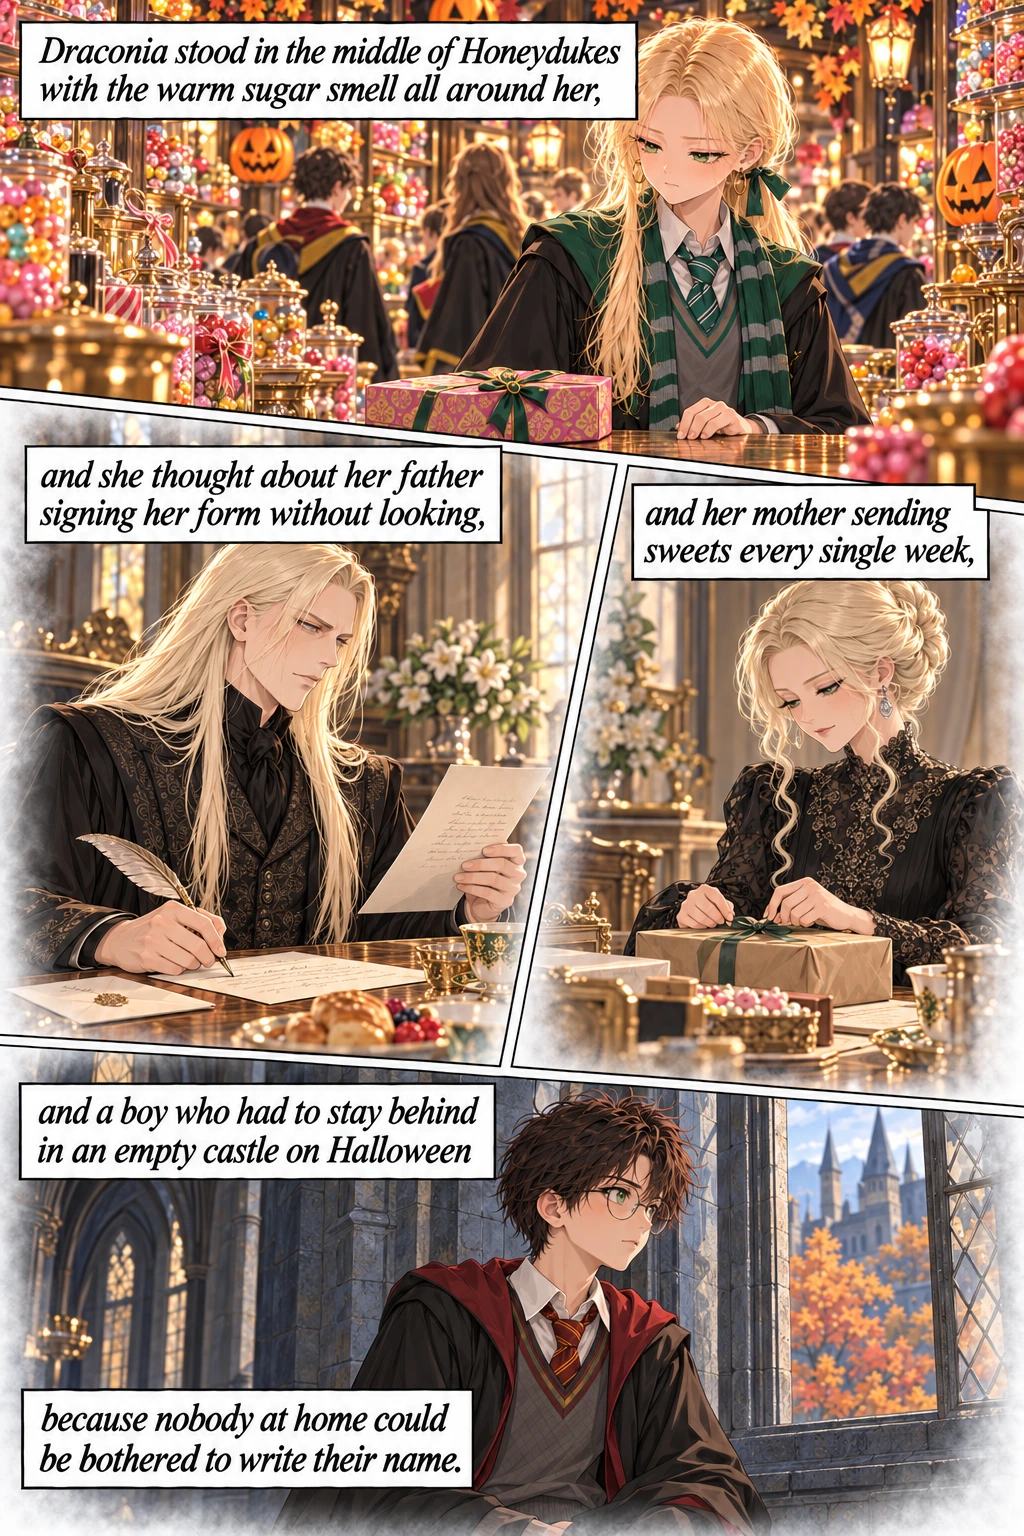 Draconia stood in the middle of Honeydukes
with the warm sugar smell all around her,
and she thought about her father
signing her form without looking,
and her mother sending
sweets every single week,
and a boy who had to stay behind
in an empty castle on Halloween
because nobody at home could
be bothered to write their name.